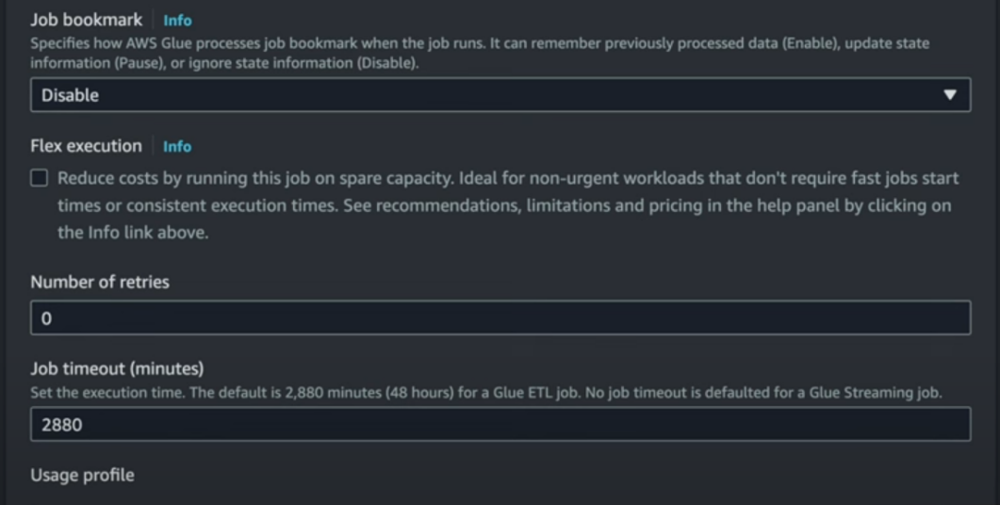 Job bookmark Info
Specifies how AWS Glue processes job bookmark when the job runs. It can remember previously processed data (Enable), update state
information (Pause), or ignore state information (Disable).
Disable
Flex execution Info
Reduce costs by running this job on spare capacity. Ideal for non-urgent workloads that don't require fast jobs start
times or consistent execution times. See recommendations, limitations and pricing in the help panel by clicking on
the Info link above.
Number of retries
0
Job timeout (minutes)
Set the execution time. The default is 2,880 minutes (48 hours) for a Glue ETL job. No job timeout is defaulted for a Glue Streaming job.
2880
Usage profile